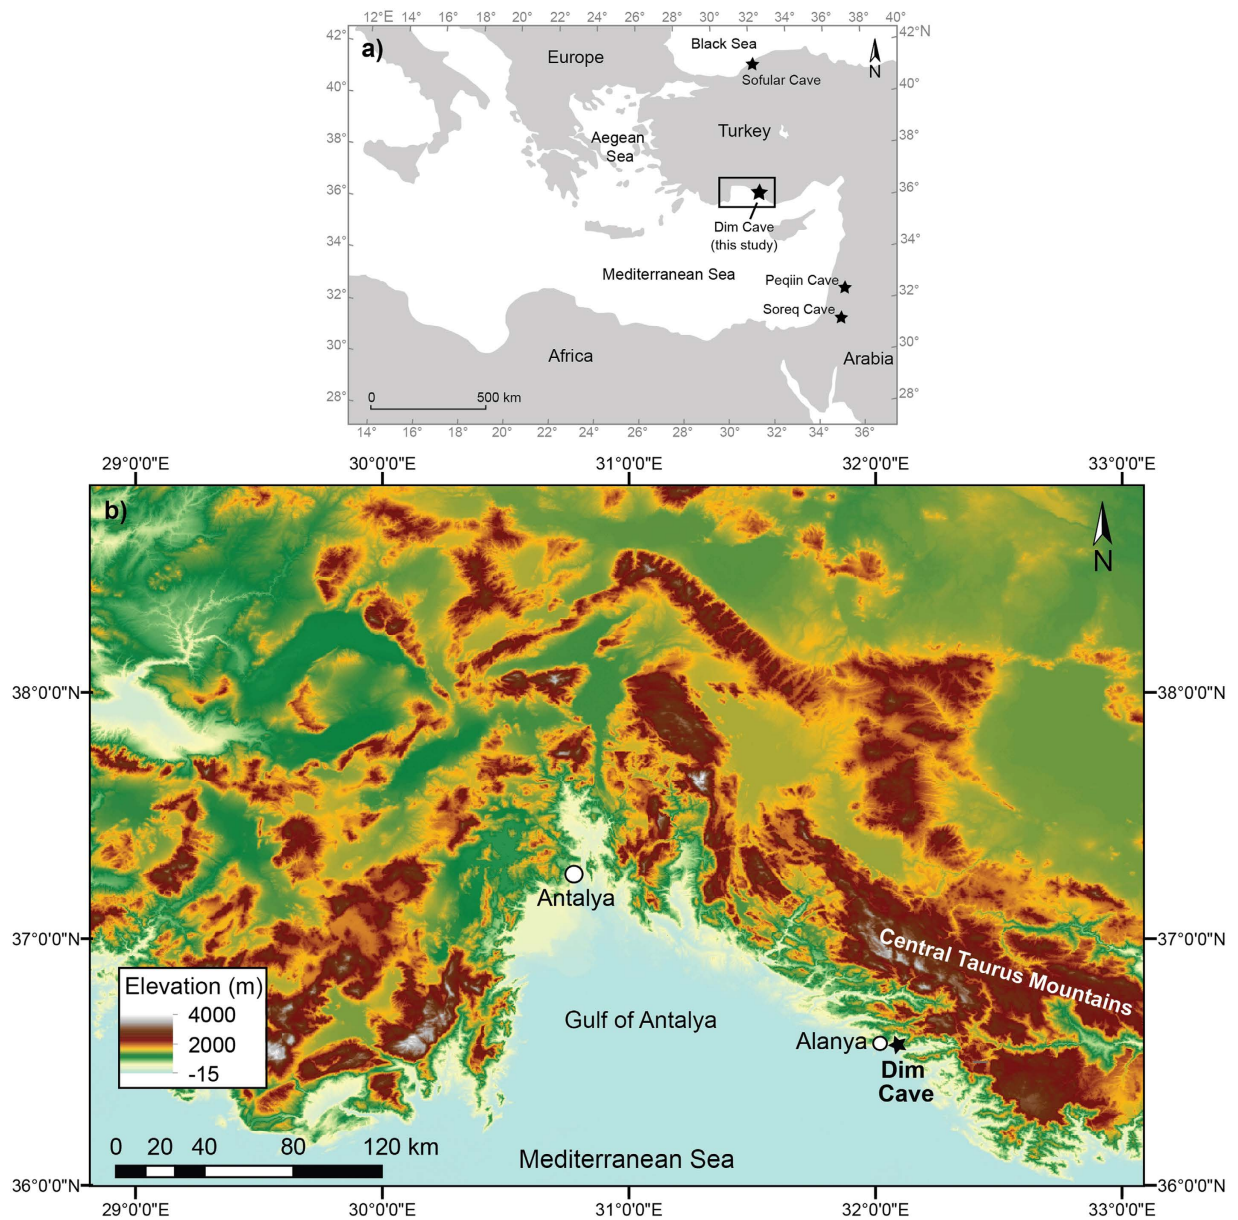 12°E 14° 16° 18° 20° 22° 24° 26° 28° 30° 32° 34° 36° 38° 40°
42° 42°N
a)
Black Sea
N
Europe
Sofular Cave
40° 40°
Turkey
Aegean
Sea
38° 38°
36° 36°
Dim Cave
(this study)
34° 34°
Mediterranean Sea
Peqiin Cave
32° 32°
Soreq Cave
30° 30°
Africa
Arabia
28° 28°
0 500 km
14° 16° 18° 20° 22° 24° 26° 28° 30° 32° 34° 36°
29°0'0"E 30°0'0"E 31°0'0"E 32°0'0"E 33°0'0"E
b)
N
38°0'0"N 38°0'0"N
Antalya
37°0'0"N 37°0'0"N
Central Taurus Mountains
Elevation (m)
4000
2000
-15
Gulf of Antalya
Alanya
Dim
Cave
0 20 40 80 120 km
Mediterranean Sea
36°0'0"N 36°0'0"N
29°0'0"E 30°0'0"E 31°0'0"E 32°0'0"E 33°0'0"E